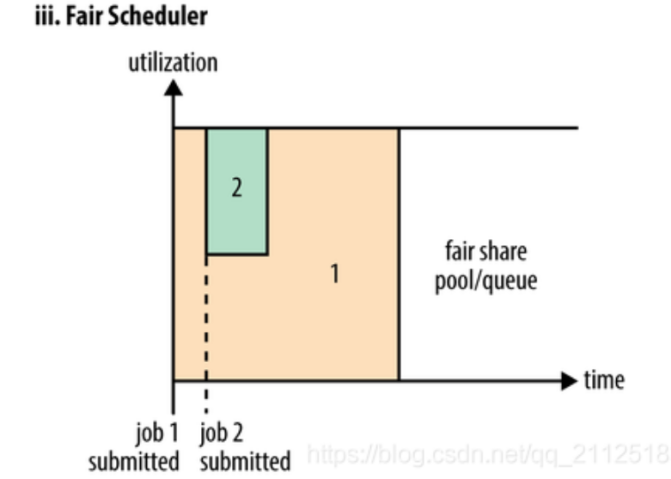 iii. Fair Scheduler
utilization
2
1
fair share
pool/queue
time
job 1 job 2
submitted submitted
https://blog.csdn.net/qq_2112518